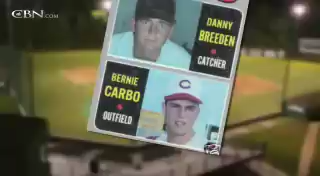 CBN.com
DANNY
BREEDEN
CATCHER
BERNIE
CARBO
OUTFIELD